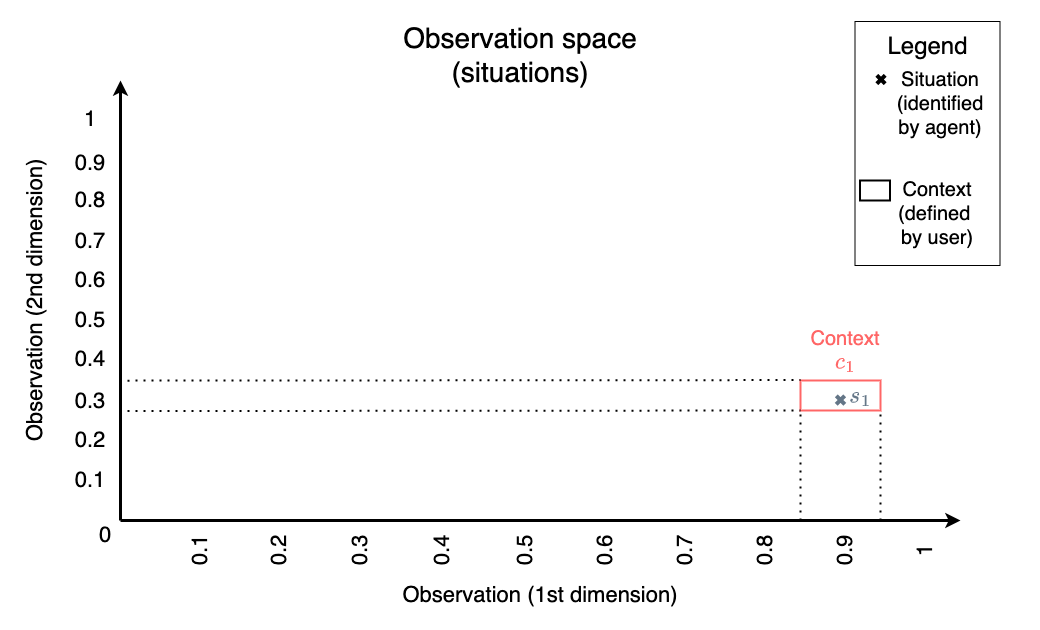 Observation space
(situations)
Legend
Situation
(identified
by agent)
Context
(defined
by user)
Observation (2nd dimension)
1
0.9
0.8
0.7
0.6
0.5
0.4
0.3
0.2
0.1
0
Context
c₁
s₁
0.1
0.2
0.3
0.4
0.5
0.6
0.7
0.8
0.9
1
Observation (1st dimension)